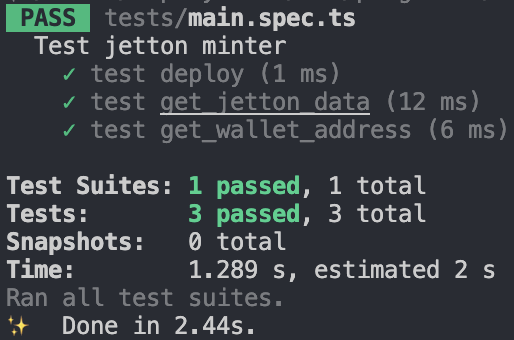 PASS tests/main.spec.ts
Test jetton minter
✓ test deploy (1 ms)
✓ test get_jetton_data (12 ms)
✓ test get_wallet_address (6 ms)
Test Suites: 1 passed, 1 total
Tests: 3 passed, 3 total
Snapshots: 0 total
Time: 1.289 s, estimated 2 s
Ran all test suites.
✨ Done in 2.44s.